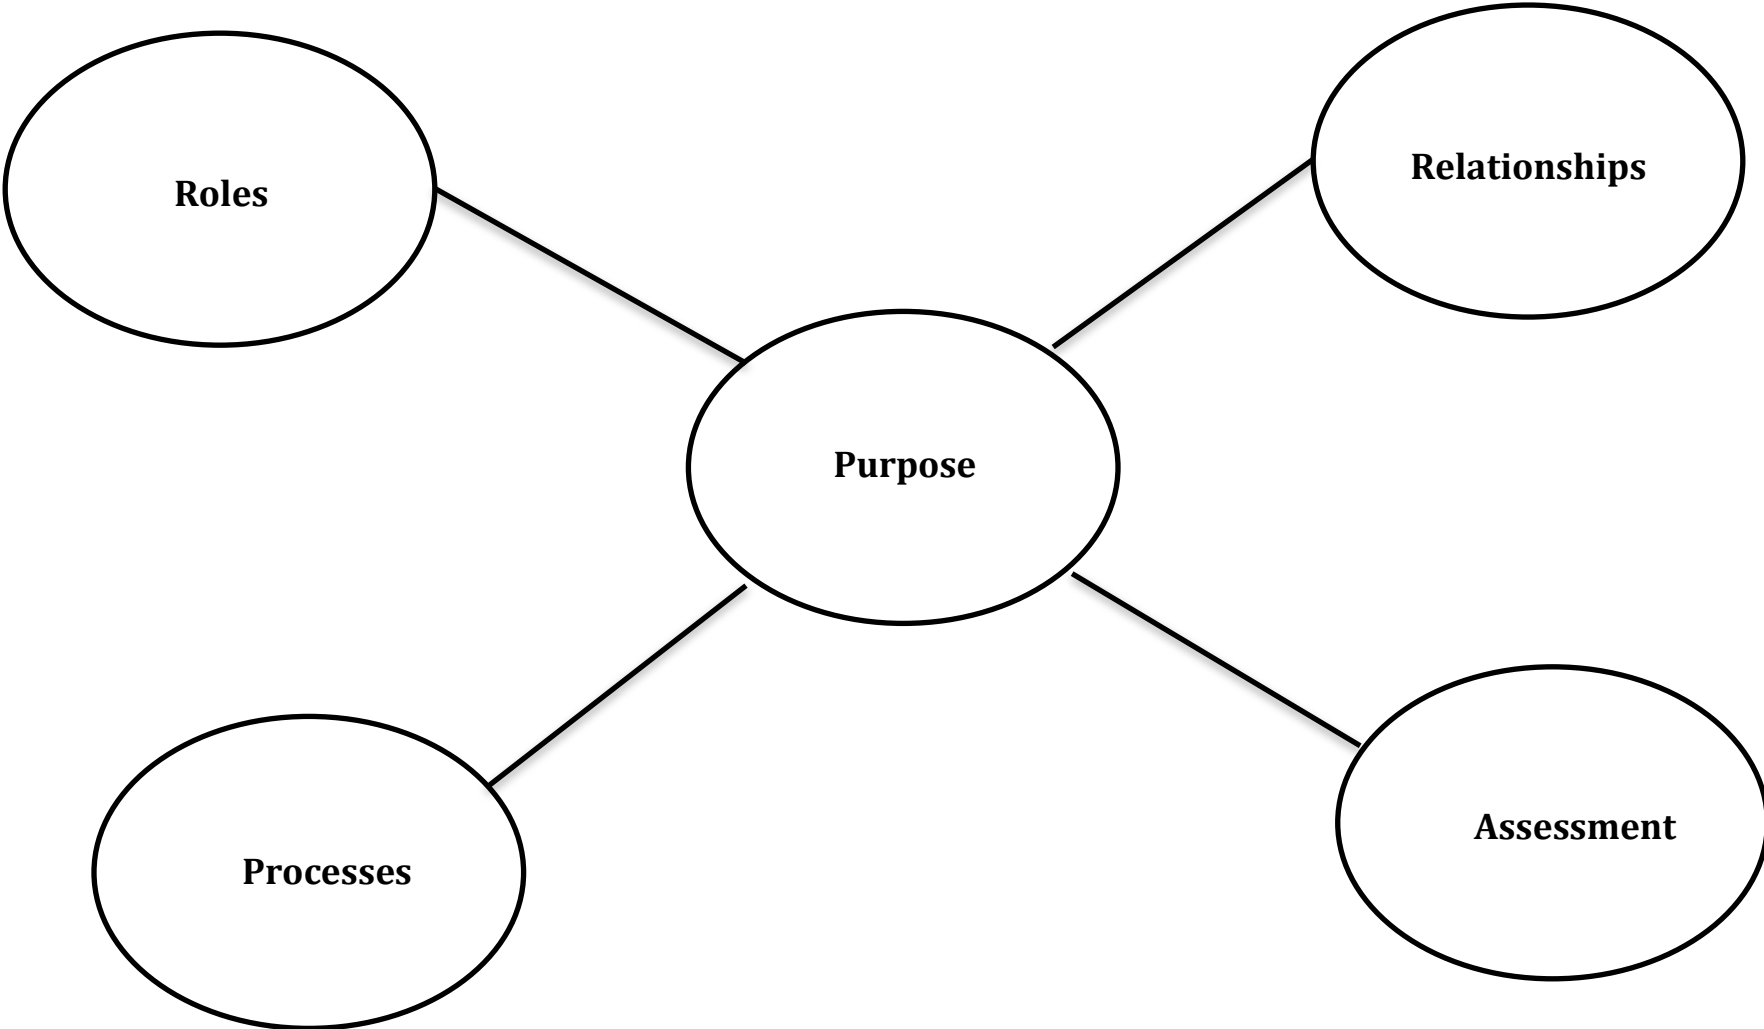 Relationships
Roles
Purpose
Assessment
Processes